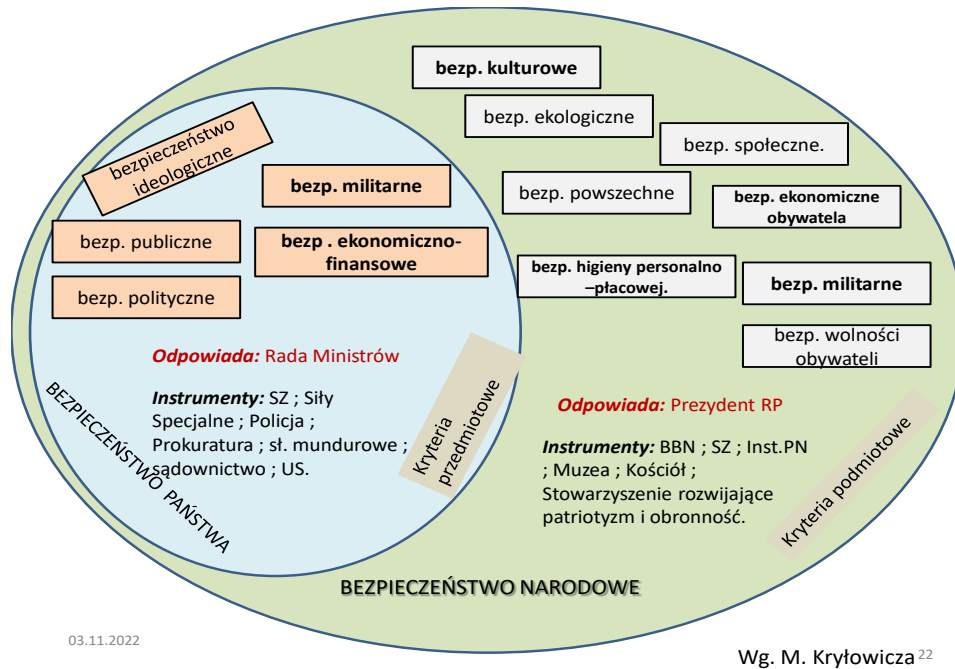 bezp. kulturowe
bezp. ekologiczne
bezp. społeczne.
bezpieczeństwo
ideologiczne
bezp. militarne
bezp. powszechne
bezp. ekonomiczne
obywatela
bezp. publiczne
bezp . ekonomiczno-
finansowe
bezp. higieny personalno
–płacowej.
bezp. militarne
bezp. polityczne
bezp. wolności
obywateli
Odpowiada: Rada Ministrów
Instrumenty: SZ ; Siły
Specjalne ; Policja ;
Prokuratura ; sł. mundurowe ;
sądownictwo ; US.
Kryteria
przedmiotowe
BEZPIECZEŃSTWO PAŃSTWA
Odpowiada: Prezydent RP
Instrumenty: BBN ; SZ ; Inst.PN
; Muzea ; Kościół ;
Stowarzyszenie rozwijające
patriotyzm i obronność.
Kryteria podmiotowe
BEZPIECZEŃSTWO NARODOWE
03.11.2022
Wg. M. Kryłowicza 22